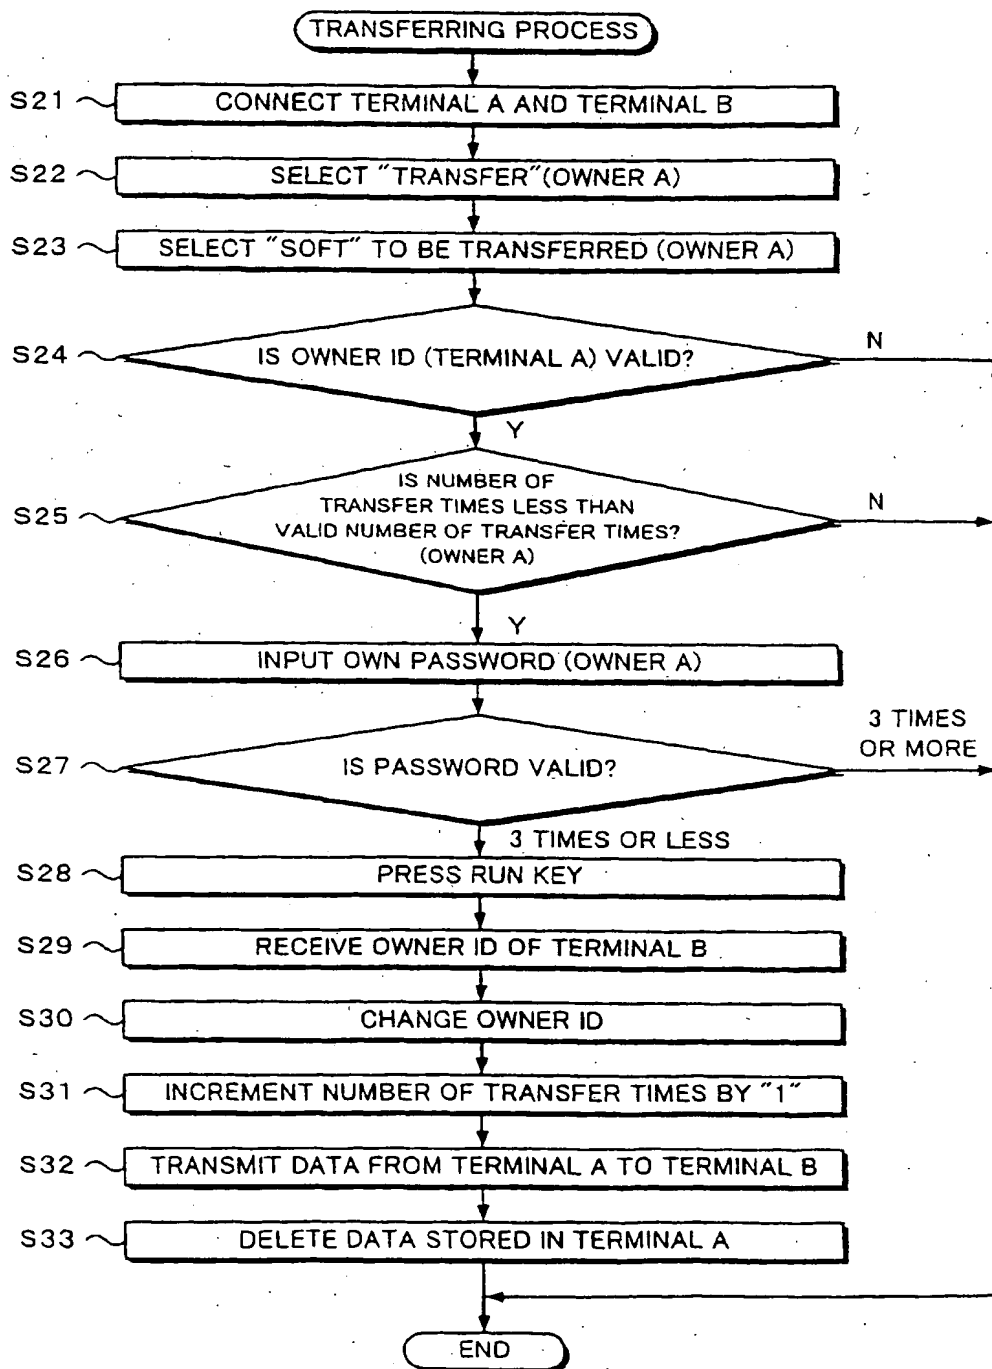 TRANSFERRING PROCESS
S21 CONNECT TERMINAL A AND TERMINAL B
S22 SELECT "TRANSFER"(OWNER A)
S23 SELECT "SOFT" TO BE TRANSFERRED (OWNER A)
S24 IS OWNER ID (TERMINAL A) VALID? N
Y
IS NUMBER OF
TRANSFER TIMES LESS THAN
S25 VALID NUMBER OF TRANSFER TIMES? N
(OWNER A)
Y
S26 INPUT OWN PASSWORD (OWNER A)
3 TIMES
OR MORE
S27 IS PASSWORD VALID?
3 TIMES OR LESS
S28 PRESS RUN KEY
S29 RECEIVE OWNER ID OF TERMINAL B
S30 CHANGE OWNER ID
S31 INCREMENT NUMBER OF TRANSFER TIMES BY "1"
S32 TRANSMIT DATA FROM TERMINAL A TO TERMINAL B
S33 DELETE DATA STORED IN TERMINAL A
END